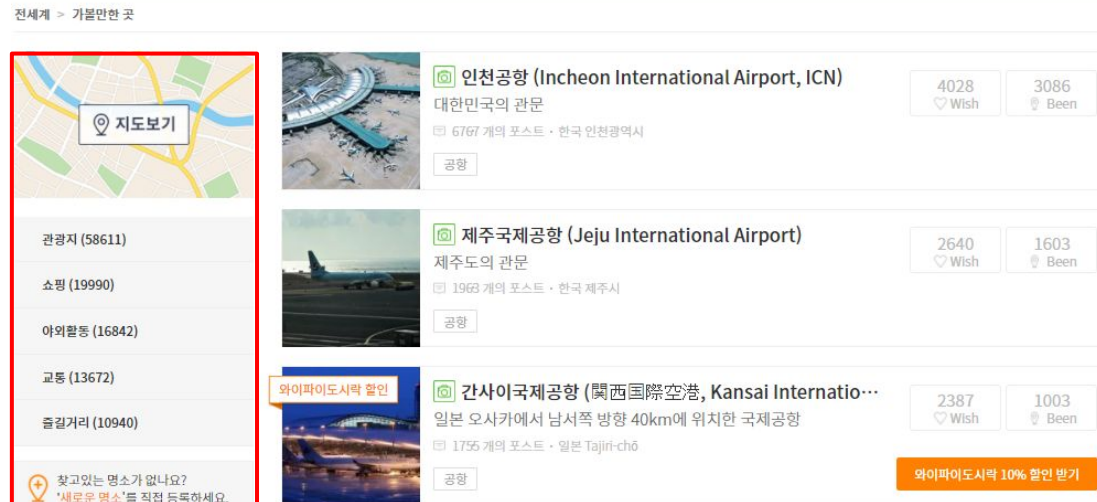 전세계 > 가볼만한 곳
지도보기
관광지 (58611)
쇼핑 (19990)
야외활동 (16842)
교통 (13672)
즐길거리 (10940)
찾고있는 명소가 없나요?
'새로운 명소'를 직접 등록하세요.
인천공항 (Incheon International Airport, ICN)
대한민국의 관문
6767 개의 포스트 · 한국 인천광역시
공항
4028
Wish
3086
Been
제주국제공항 (Jeju International Airport)
제주도의 관문
1968 개의 포스트 · 한국 제주시
공항
2640
Wish
1603
Been
와이파이도시락 할인
간사이국제공항 (関西国際空港, Kansai Internatio⋯
일본 오사카에서 남서쪽 방향 40km에 위치한 국제공항
1756 개의 포스트 · 일본 Tajiri-chō
공항
2387
Wish
1003
Been
와이파이도시락 10% 할인 받기